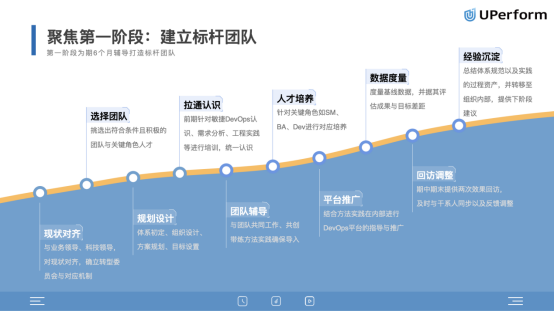 UPerform
聚焦第一阶段：建立标杆团队
第一阶段为期6个月辅导打造标杆团队
经验沉淀
总结体系规范以及实践
的过程资产，并转移至
组织内部，提供下阶段
建议
数据度量
度量基线数据，并据其评
估成果与目标差距
人才培养
针对关键角色如SM、
BA、Dev进行对应培养
拉通认识
前期针对敏捷DevOps认
识、需求分析、工程实践
等进行培训，统一认识
选择团队
挑选出符合条件且积极的
团队与关键角色人才
现状对齐
与业务领导、科技领导，
对现状对齐，确立转型委
员会与对应机制
规划设计
体系初定、组织设计、
方案规划，目标设置
团队辅导
与团队共同工作、共创
带练方法实践确保导入
平台推广
结合方法实践在内部进行
DevOps平台的指导与推广
回访调整
期中期末提供两次效果回访，
及时与干系人同步以及反馈调整